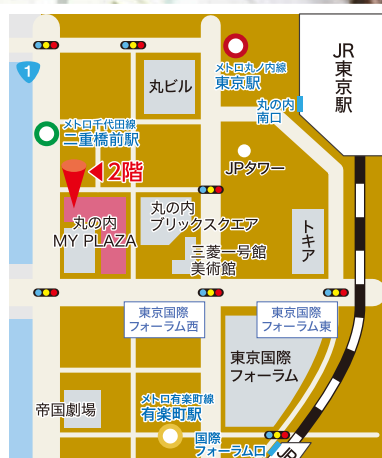 JR
東京駅
メトロ丸ノ内線
東京駅
丸ビル
1
丸の内
南口
メトロ千代田線
二重橋前駅
2階
JPタワー
丸の内
MY PLAZA
丸の内
ブリックスクエア
トキア
三菱一号館
美術館
東京国際
フォーラム西
東京国際
フォーラム東
東京国際
フォーラム
帝国劇場
メトロ有楽町線
有楽町駅
国際
フォーラム口